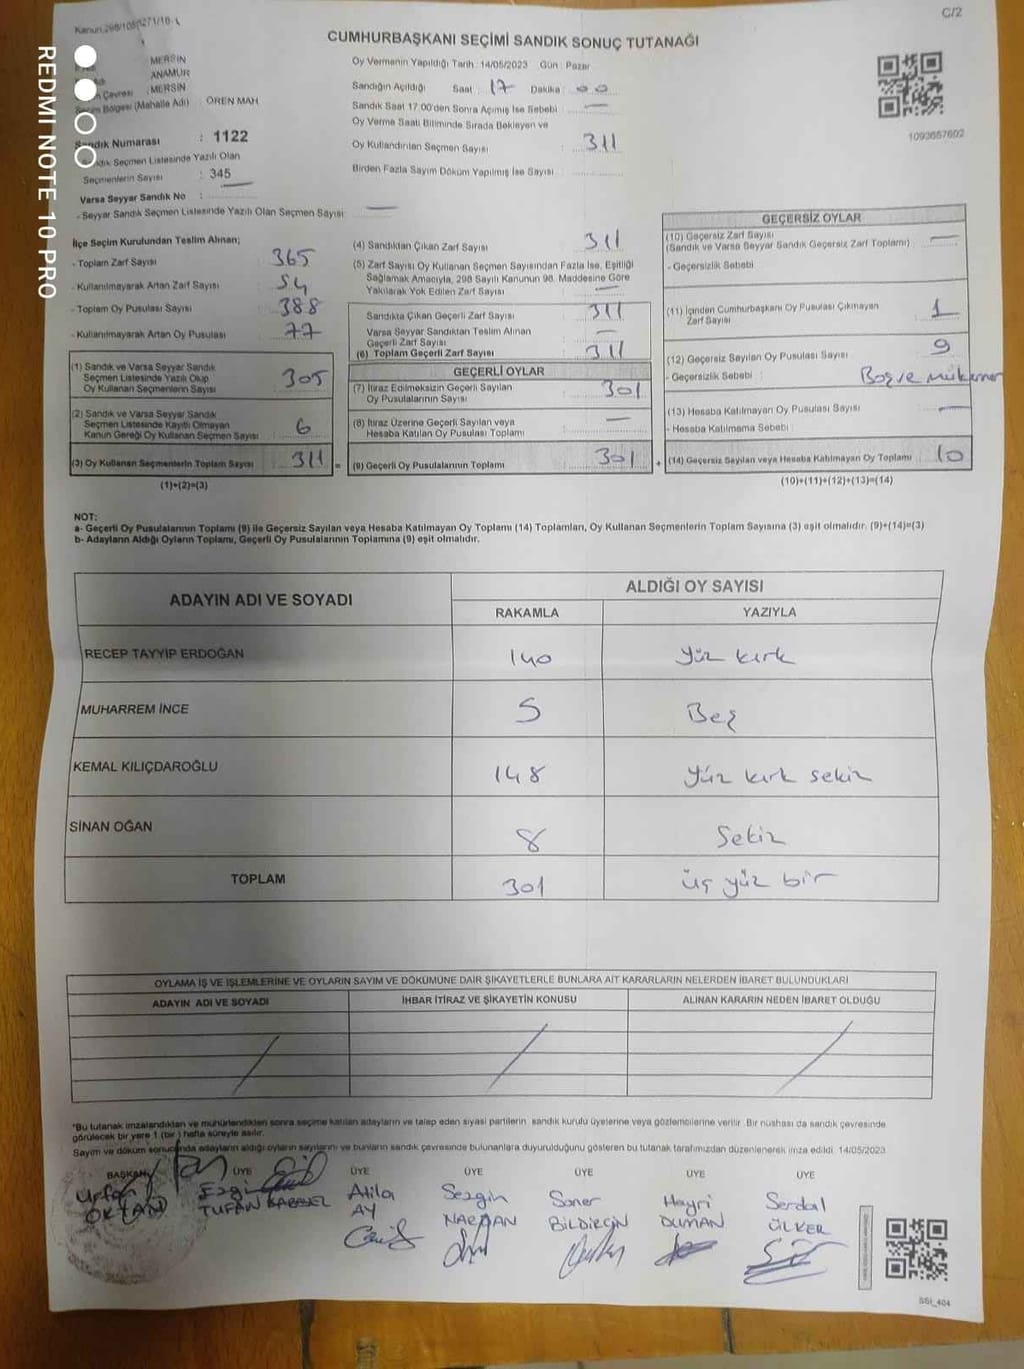 C/2
CUMHURBAŞKANI SEÇİMİ SANDIK SONUÇ TUTANAĞI
MERSİN
ANAMUR
MERSİN
Bölgesi (Mahalle Adı) : ÖREN MAH
Sandık Numarası : 1122
Sandık Seçmen Listesinde Yazılı Olan
Seçmenlerin Sayısı : 345
Varsa Seyyar Sandık No :
- Seyyar Sandık Seçmen Listesinde Yazılı Olan Seçmen Sayısı: —
Oy Vermenin Yapıldığı Tarih : 14/05/2023 Gün : Pazar
Sandığın Açıldığı Saat : 17 Dakika : 00
Sandık Saat 17.00'den Sonra Açılmış İse Sebebi : —
Oy Verme Saati Bitiminde Sırada Bekleyen ve
Oy Kullandırılan Seçmen Sayısı : 311
Birden Fazla Sayım Döküm Yapılmış İse Sayısı :
1093657602
İlçe Seçim Kurulundan Teslim Alınan;
- Toplam Zarf Sayısı 365
- Kullanılmayarak Artan Zarf Sayısı : 54
- Toplam Oy Pusulası Sayısı : 388
- Kullanılmayarak Artan Oy Pusulası : 77
(1) Sandık ve Varsa Seyyar Sandık
Seçmen Listesinde Yazılı Olup
Oy Kullanan Seçmenlerin Sayısı : 305
(2) Sandık ve Varsa Seyyar Sandık
Seçmen Listesinde Kayıtlı Olmayan
Kanun Gereği Oy Kullanan Seçmen Sayısı : 6
(3) Oy Kullanan Seçmenlerin Toplam Sayısı : 311
(1)+(2)=(3)
(4) Sandıktan Çıkan Zarf Sayısı : 311
(5) Zarf Sayısı Oy Kullanan Seçmen Sayısından Fazla İse, Eşitliği
Sağlamak Amacıyla, 298 Sayılı Kanunun 98. Maddesine Göre
Yakılarak Yok Edilen Zarf Sayısı : —
Sandıkta Çıkan Geçerli Zarf Sayısı : 311
Varsa Seyyar Sandıktan Teslim Alınan
Geçerli Zarf Sayısı : —
(6) Toplam Geçerli Zarf Sayısı : 311
GEÇERLİ OYLAR
(7) İtiraz Edilmeksizin Geçerli Sayılan
Oy Pusulalarının Sayısı : 301
(8) İtiraz Üzerine Geçerli Sayılan veya
Hesaba Katılan Oy Pusulası Toplamı : —
= (9) Geçerli Oy Pusulalarının Toplamı : 301
GEÇERSİZ OYLAR
(10) Geçersiz Zarf Sayısı : —
(Sandık ve Varsa Seyyar Sandık Geçersiz Zarf Toplamı)
- Geçersizlik Sebebi :
(11) İçinden Cumhurbaşkanı Oy Pusulası Çıkmayan
Zarf Sayısı : 1
(12) Geçersiz Sayılan Oy Pusulası Sayısı : 9
- Geçersizlik Sebebi : Boş ve mükerrer
(13) Hesaba Katılmayan Oy Pusulası Sayısı : —
- Hesaba Katılmama Sebebi :
+ (14) Geçersiz Sayılan veya Hesaba Katılmayan Oy Toplamı : 10
(10)+(11)+(12)+(13)=(14)
NOT:
a- Geçerli Oy Pusulalarının Toplamı (9) ile Geçersiz Sayılan veya Hesaba Katılmayan Oy Toplamı (14) Toplamları, Oy Kullanan Seçmenlerin Toplam Sayısına (3) eşit olmalıdır. (9)+(14)=(3)
b- Adayların Aldığı Oyların Toplamı, Geçerli Oy Pusulalarının Toplamına (9) eşit olmalıdır.
ADAYIN ADI VE SOYADI ALDIĞI OY SAYISI
RAKAMLA YAZIYLA
RECEP TAYYİP ERDOĞAN 140 Yüz kırk
MUHARREM İNCE 5 Beş
KEMAL KILIÇDAROĞLU 148 Yüz kırk sekiz
SİNAN OĞAN 8 Sekiz
TOPLAM 301 üç yüz bir
OYLAMA İŞ VE İŞLEMLERİNE VE OYLARIN SAYIM VE DÖKÜMÜNE DAİR ŞİKAYETLERLE BUNLARA AİT KARARLARIN NELERDEN İBARET BULUNDUKLARI
ADAYIN ADI VE SOYADI İHBAR İTİRAZ VE ŞİKAYETİN KONUSU ALINAN KARARIN NEDEN İBARET OLDUĞU
*Bu tutanak imzalandıktan ve mühürlendikten sonra seçime katılan adayların ve talep eden siyasi partilerin sandık kurulu üyelerine veya gözlemcilerine verilir. Bir nüshası da sandık çevresinde
görülecek bir yere 1 (bir) hafta süreyle asılır.
Sayım ve döküm sonucunda adayların aldığı oyların sayılarını ve bunların sandık çevresinde bulunanlara duyurulduğunu gösteren bu tutanak tarafımızdan düzenlenerek imza edildi. 14/05/2023
BAŞKAN ÜYE ÜYE ÜYE ÜYE ÜYE ÜYE
Ezgin Atila Sezgin Soner Hayri Serdal
TUFAN AY BİLDİRGİN DUMAN ÜLKER
REDMI NOTE 10 PRO